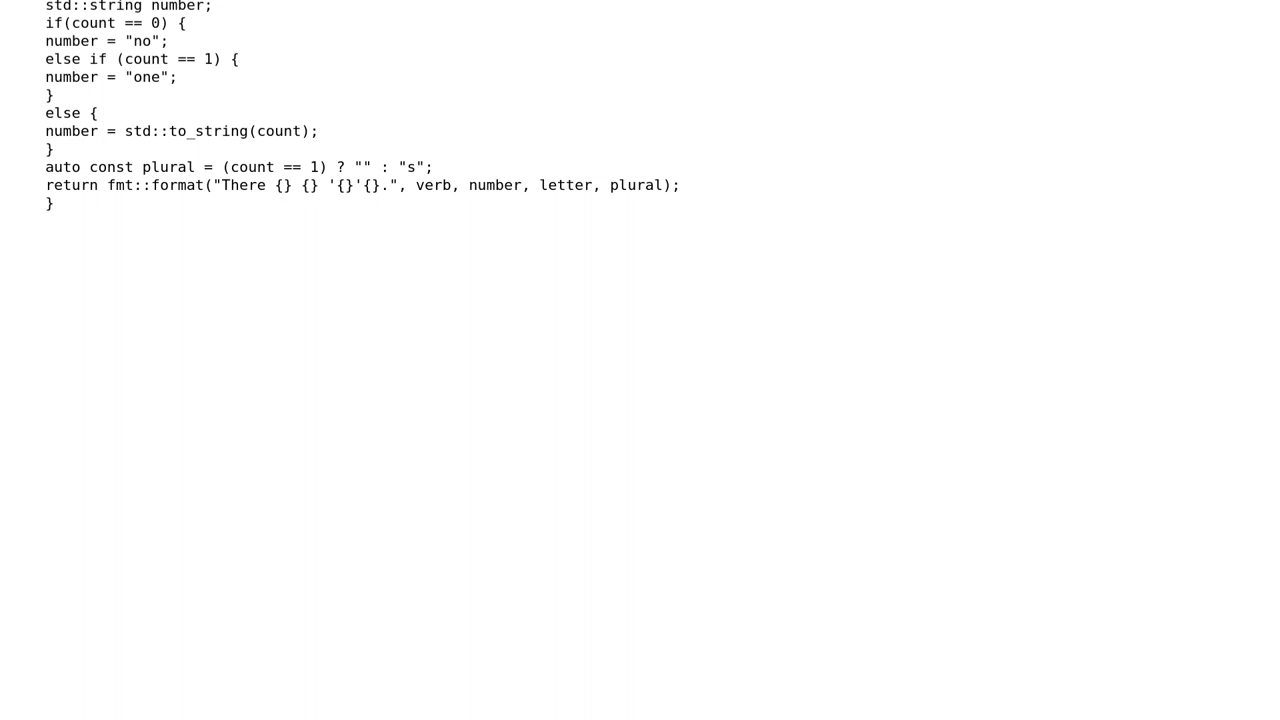 std::string number;
if(count == 0) {
number = "no";
else if (count == 1) {
number = "one";
}
else {
number = std::to_string(count);
}
auto const plural = (count == 1) ? "" : "s";
return fmt::format("There {} {} '{}'{}.", verb, number, letter, plural);
}